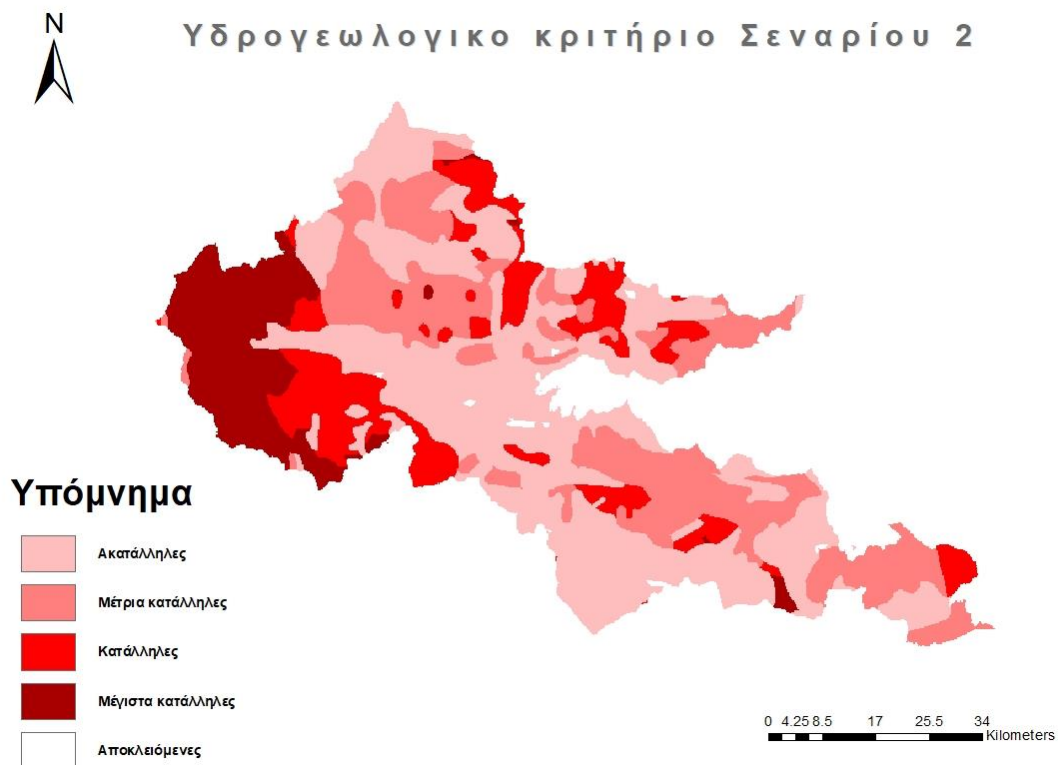 N
Υδρογεωλογικο κριτήριο Σεναρίου 2
Υπόμνημα
Ακατάλληλες
Μέτρια κατάλληλες
Κατάλληλες
Μέγιστα κατάλληλες
Αποκλειόμενες
0 4.25 8.5 17 25.5 34
Kilometers